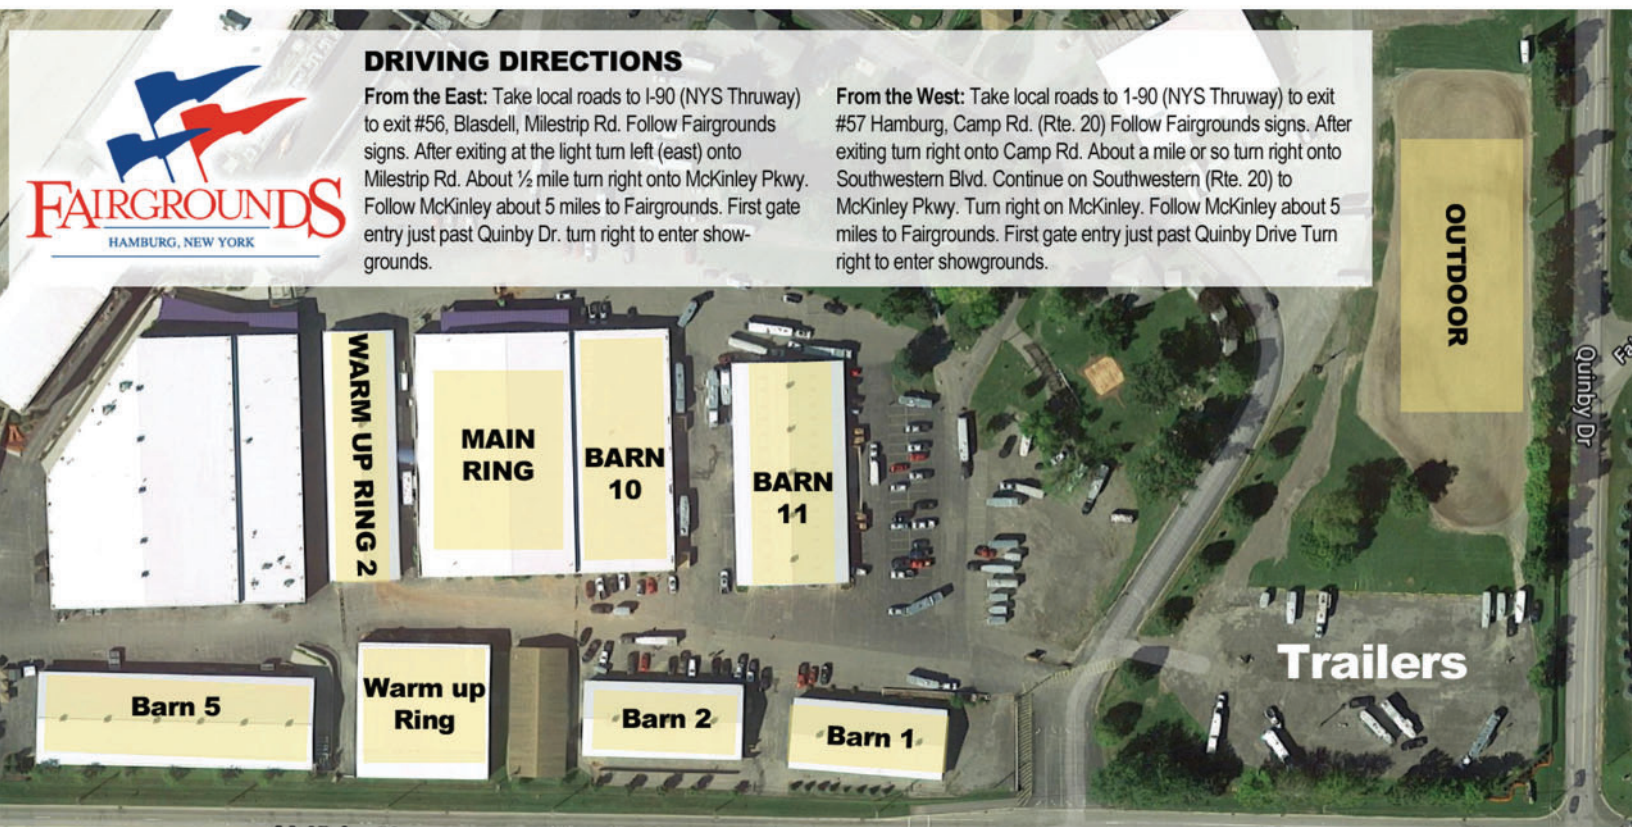 DRIVING DIRECTIONS
From the East: Take local roads to I-90 (NYS Thruway)
to exit #56, Blasdell, Milestrip Rd. Follow Fairgrounds
signs. After exiting at the light turn left (east) onto
Milestrip Rd. About ½ mile turn right onto McKinley Pkwy.
Follow McKinley about 5 miles to Fairgrounds. First gate
entry just past Quinby Dr. turn right to enter show-
grounds.
From the West: Take local roads to 1-90 (NYS Thruway) to exit
#57 Hamburg, Camp Rd. (Rte. 20) Follow Fairgrounds signs. After
exiting turn right onto Camp Rd. About a mile or so turn right onto
Southwestern Blvd. Continue on Southwestern (Rte. 20) to
McKinley Pkwy. Turn right on McKinley. Follow McKinley about 5
miles to Fairgrounds. First gate entry just past Quinby Drive Turn
right to enter showgrounds.
FAIRGROUNDS
HAMBURG, NEW YORK
OUTDOOR
Quinby Dr
WARM UP RING 2
MAIN
RING
BARN
10
BARN
11
Trailers
Barn 5
Warm up
Ring
Barn 2
Barn 1